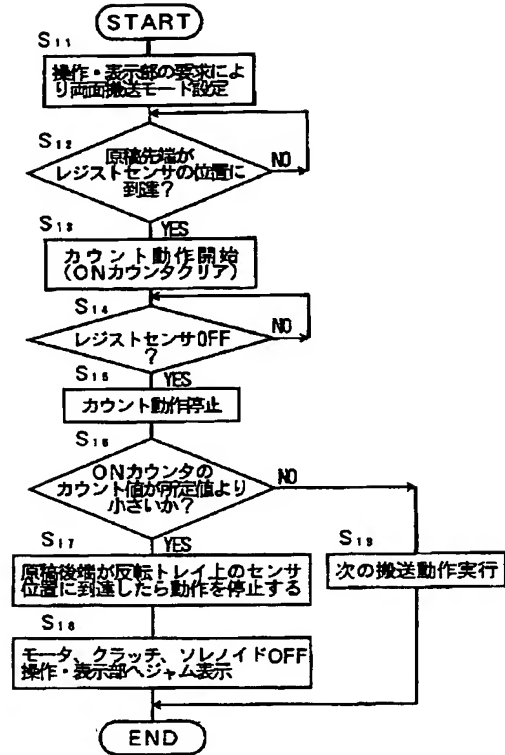 START
S11
操作・表示部の要求によ
り両面搬送モード設定
S12
原稿先端が
レジストセンサの位置に
到達?
NO
YES
S13
カウント動作開始
(ONカウンタクリア)
S14
レジストセンサOFF
?
NO
YES
S15
カウント動作停止
S16
ONカウンタの
カウント値が所定値より
小さいか?
NO
YES
S17
原稿後端が反転トレイ上のセンサ
位置に到達したら動作を停止する
S19
次の搬送動作実行
S18
モータ、クラッチ、ソレノイドOFF
操作・表示部へジャム表示
END